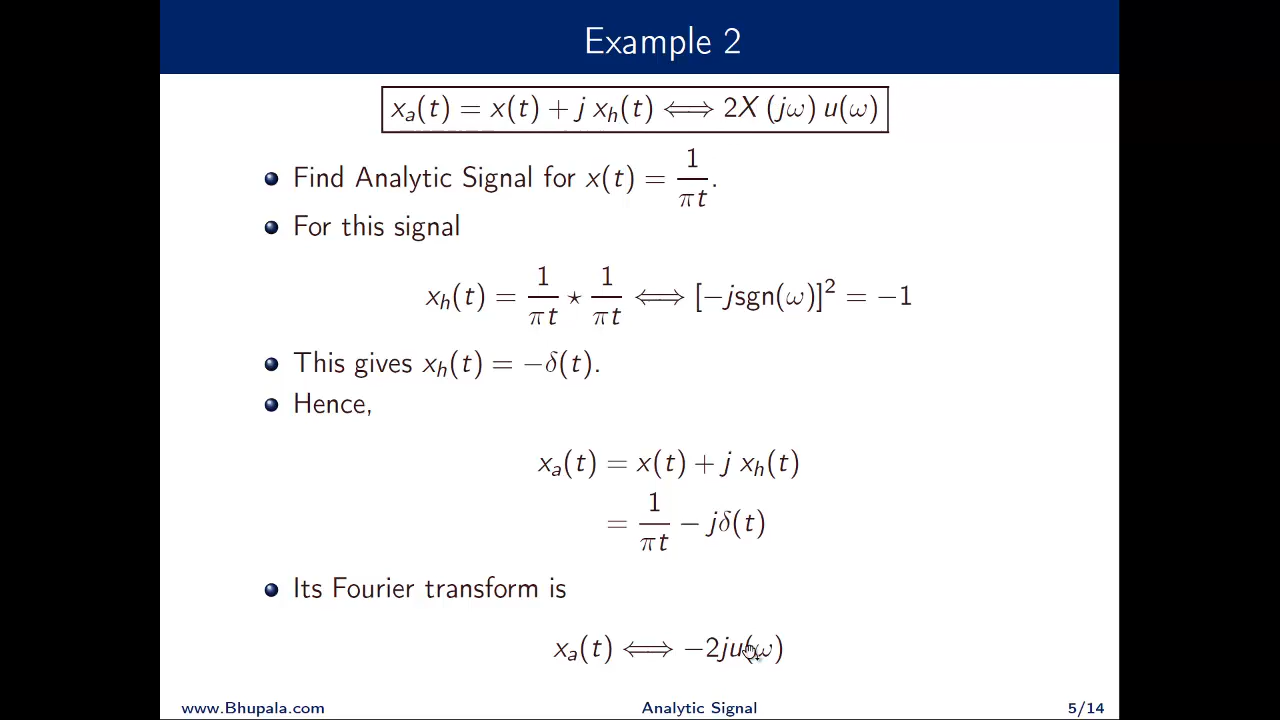 Example 2
xₐ(t) = x(t) + j xₕ(t) ⟺ 2X (jω) u(ω)
• Find Analytic Signal for x(t) = 1/(πt).
• For this signal
xₕ(t) = 1/(πt) ⋆ 1/(πt) ⟺ [−jsgn(ω)]² = −1
• This gives xₕ(t) = −δ(t).
• Hence,
xₐ(t) = x(t) + j xₕ(t)
= 1/(πt) − jδ(t)
• Its Fourier transform is
xₐ(t) ⟺ −2ju(ω)
www.Bhupala.com Analytic Signal 5/14